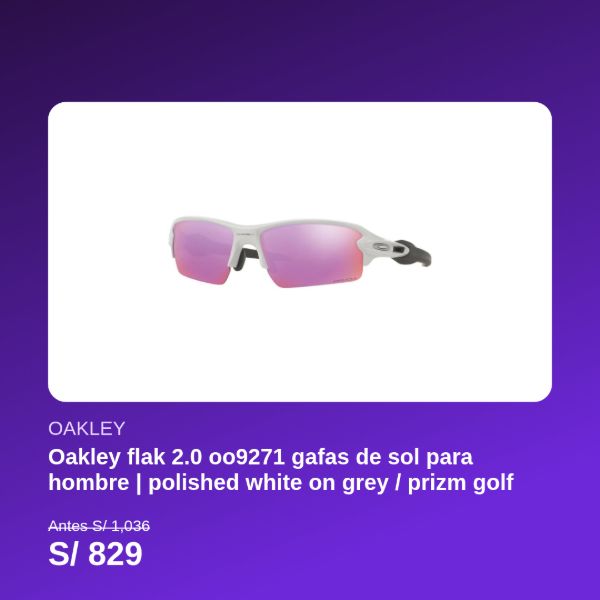 OAKLEY
Oakley flak 2.0 oo9271 gafas de sol para
hombre | polished white on grey / prizm golf
Antes S/ 1,036
S/ 829